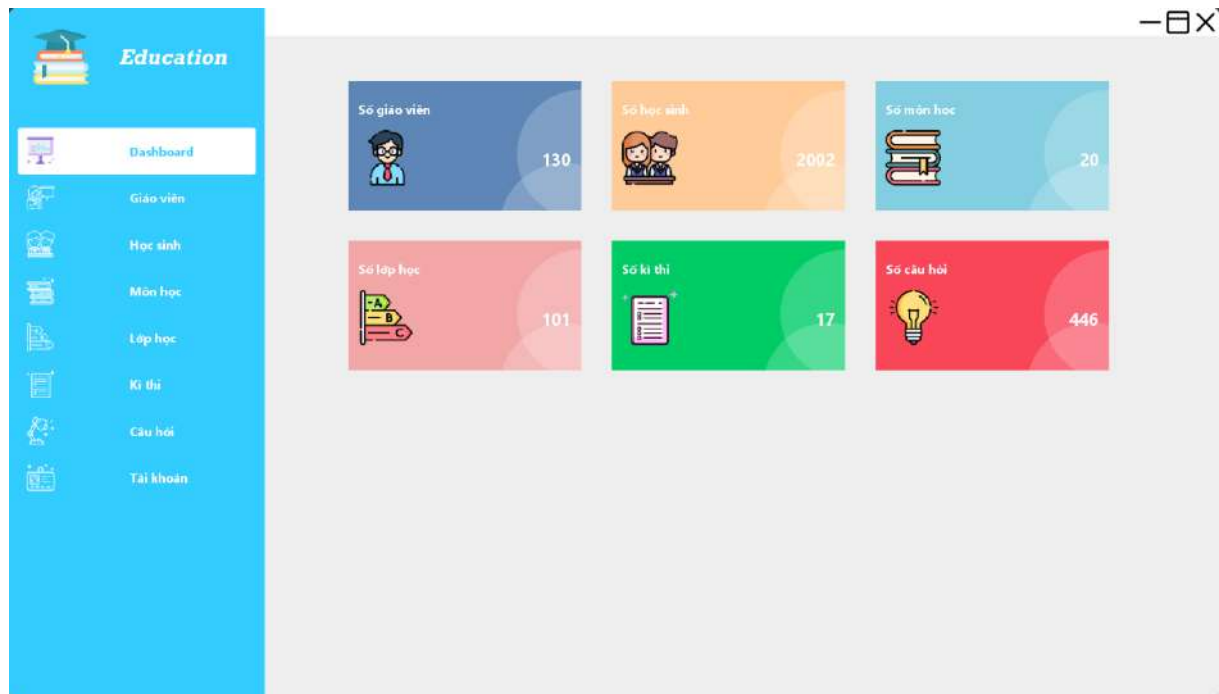 Education
Dashboard
Giáo viên
Học sinh
Môn học
Lớp học
Kì thi
Câu hỏi
Tài khoản
Số giáo viên
130
Số học sinh
2002
Số môn học
20
Số lớp học
101
Số kì thi
17
Số câu hỏi
446